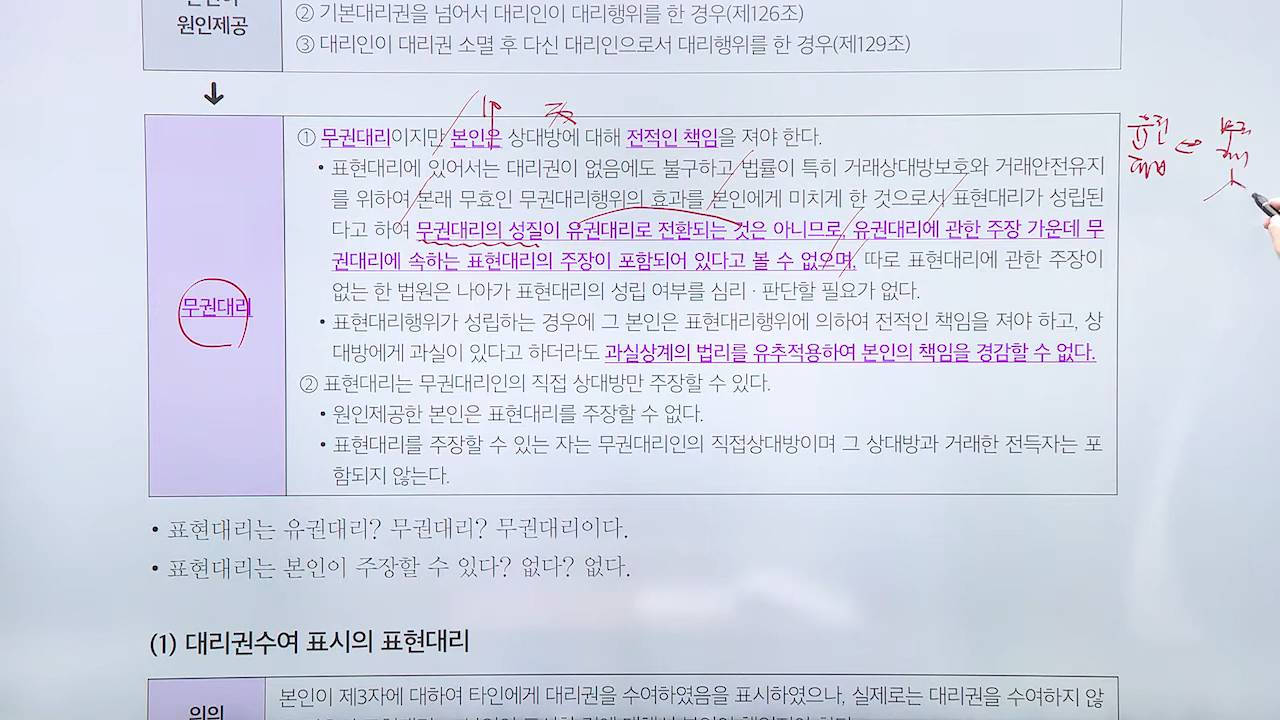 원인제공
② 기본대리권을 넘어서 대리인이 대리행위를 한 경우(제126조)
③ 대리인이 대리권 소멸 후 다신 대리인으로서 대리행위를 한 경우(제129조)
무권대리
① 무권대리이지만 본인은 상대방에 대해 전적인 책임을 져야 한다.
• 표현대리에 있어서는 대리권이 없음에도 불구하고 법률이 특히 거래상대방보호와 거래안전유지
를 위하여 본래 무효인 무권대리행위의 효과를 본인에게 미치게 한 것으로서 표현대리가 성립된
다고 하여 무권대리의 성질이 유권대리로 전환되는 것은 아니므로, 유권대리에 관한 주장 가운데 무
권대리에 속하는 표현대리의 주장이 포함되어 있다고 볼 수 없으며, 따로 표현대리에 관한 주장이
없는 한 법원은 나아가 표현대리의 성립 여부를 심리 · 판단할 필요가 없다.
• 표현대리행위가 성립하는 경우에 그 본인은 표현대리행위에 의하여 전적인 책임을 져야 하고, 상
대방에게 과실이 있다고 하더라도 과실상계의 법리를 유추적용하여 본인의 책임을 경감할 수 없다.
② 표현대리는 무권대리인의 직접 상대방만 주장할 수 있다.
• 원인제공한 본인은 표현대리를 주장할 수 없다.
• 표현대리를 주장할 수 있는 자는 무권대리인의 직접상대방이며 그 상대방과 거래한 전득자는 포
함되지 않는다.
• 표현대리는 유권대리? 무권대리? 무권대리이다.
• 표현대리는 본인이 주장할 수 있다? 없다? 없다.
(1) 대리권수여 표시의 표현대리
의의
본인이 제3자에 대하여 타인에게 대리권을 수여하였음을 표시하였으나, 실제로는 대리권을 수여하지 않